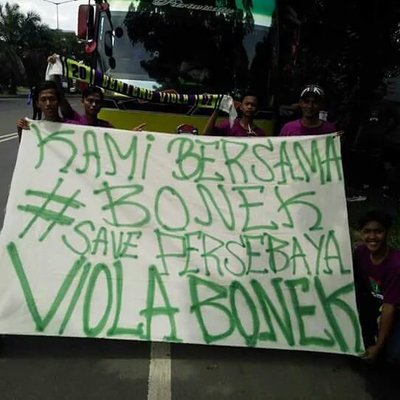 KAMI BERSAMA
#BONEK
SAVE PERSEBAYA
VIOLA BONEK